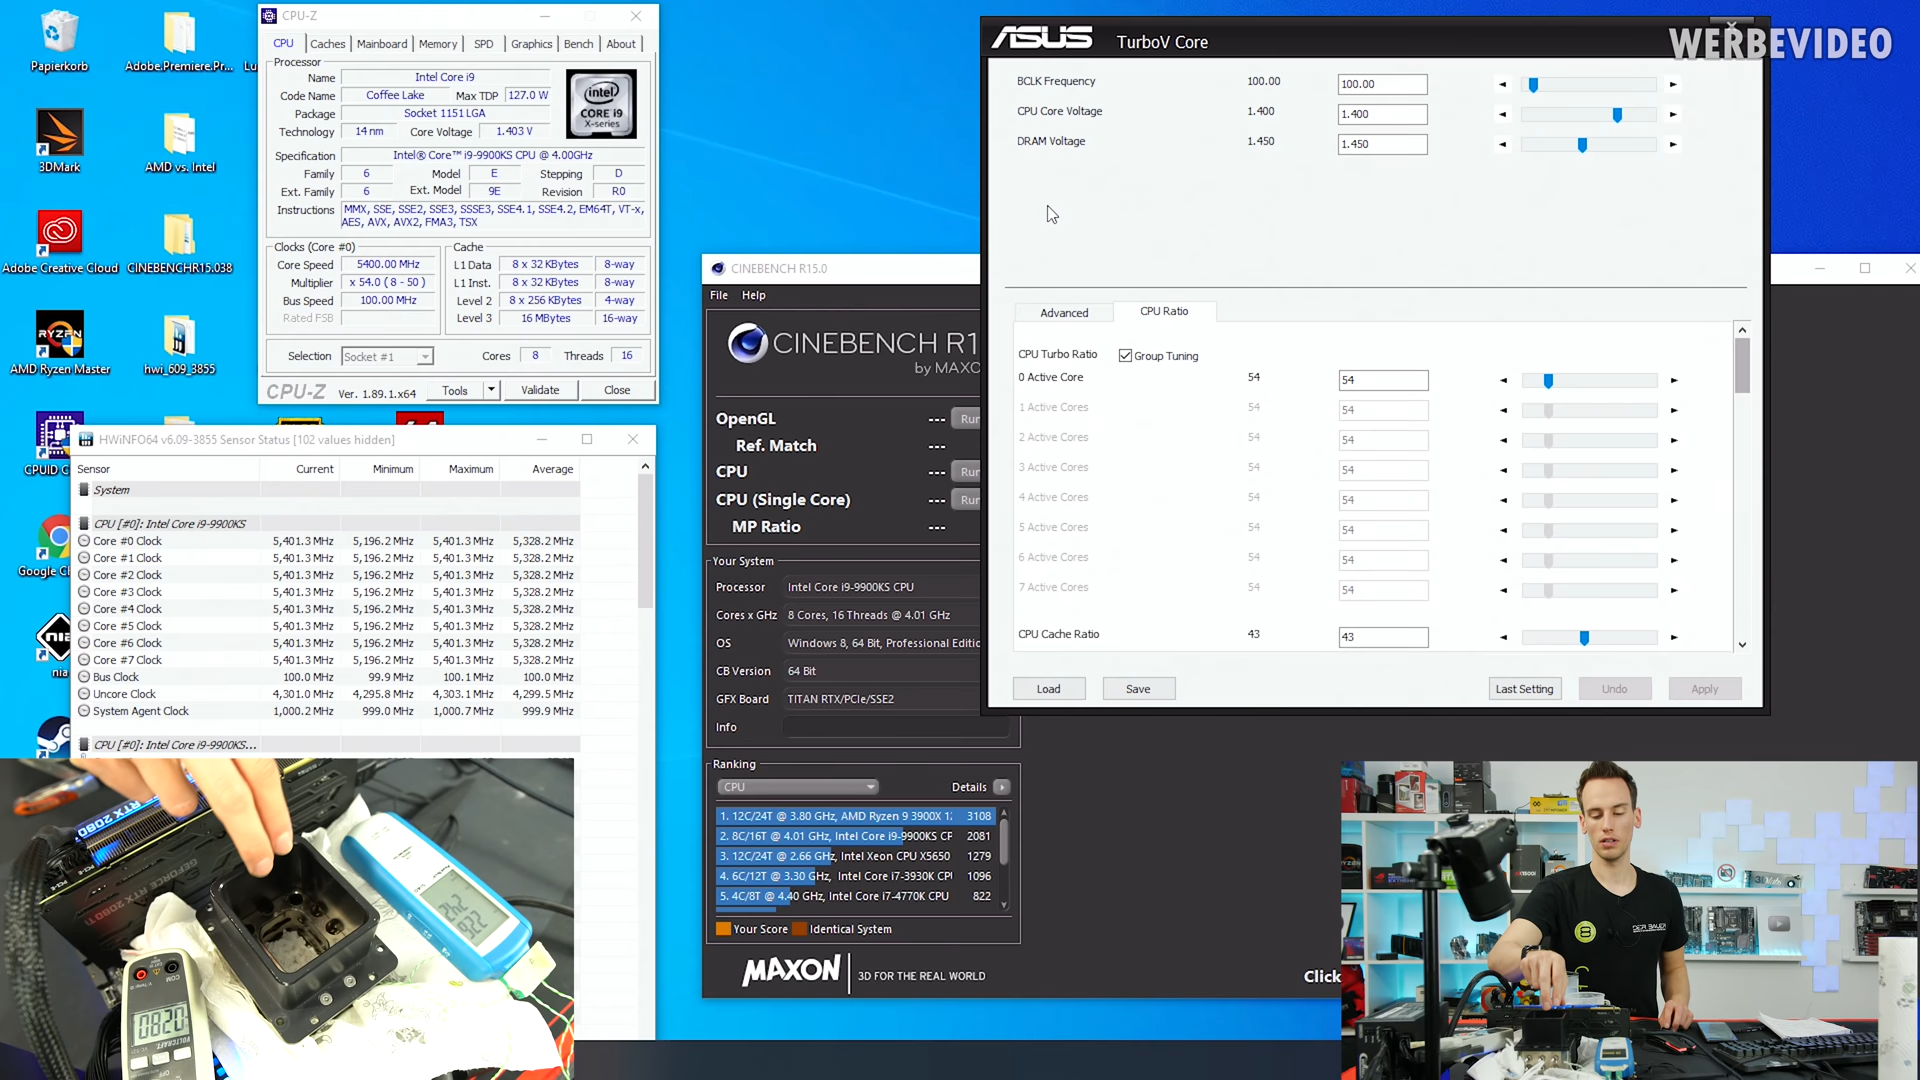 Papierkorb
Adobe.Premiere.Pr...
Lu
3DMark
AMD vs. Intel
Adobe Creative Cloud
CINEBENCHR15.038
AMD Ryzen Master
hwi_609_3855
CPUID C
Google Ch
nia
CPU-Z
CPU Caches Mainboard Memory SPD Graphics Bench About
Processor
Name Intel Core i9
Code Name Coffee Lake Max TDP 127.0 W
Package Socket 1151 LGA
Technology 14 nm Core Voltage 1.403 V
intel
CORE i9
X-series
Specification Intel® Core™ i9-9900KS CPU @ 4.00GHz
Family 6 Model E Stepping D
Ext. Family 6 Ext. Model 9E Revision R0
Instructions MMX, SSE, SSE2, SSE3, SSSE3, SSE4.1, SSE4.2, EM64T, VT-x,
AES, AVX, AVX2, FMA3, TSX
Clocks (Core #0) Cache
Core Speed 5400.00 MHz L1 Data 8 x 32 KBytes 8-way
Multiplier x 54.0 ( 8 - 50 ) L1 Inst. 8 x 32 KBytes 8-way
Bus Speed 100.00 MHz Level 2 8 x 256 KBytes 4-way
Rated FSB Level 3 16 MBytes 16-way
Selection Socket #1 Cores 8 Threads 16
CPU-Z Ver. 1.89.1.x64 Tools Validate Close
HWiNFO64 v6.09-3855 Sensor Status [102 values hidden]
Sensor Current Minimum Maximum Average
System
CPU [#0]: Intel Core i9-9900KS
Core #0 Clock 5,401.3 MHz 5,196.2 MHz 5,401.3 MHz 5,328.2 MHz
Core #1 Clock 5,401.3 MHz 5,196.2 MHz 5,401.3 MHz 5,328.2 MHz
Core #2 Clock 5,401.3 MHz 5,196.2 MHz 5,401.3 MHz 5,328.2 MHz
Core #3 Clock 5,401.3 MHz 5,196.2 MHz 5,401.3 MHz 5,328.2 MHz
Core #4 Clock 5,401.3 MHz 5,196.2 MHz 5,401.3 MHz 5,328.2 MHz
Core #5 Clock 5,401.3 MHz 5,196.2 MHz 5,401.3 MHz 5,328.2 MHz
Core #6 Clock 5,401.3 MHz 5,196.2 MHz 5,401.3 MHz 5,328.2 MHz
Core #7 Clock 5,401.3 MHz 5,196.2 MHz 5,401.3 MHz 5,328.2 MHz
Bus Clock 100.0 MHz 99.9 MHz 100.1 MHz 100.0 MHz
Uncore Clock 4,301.0 MHz 4,295.8 MHz 4,303.1 MHz 4,299.5 MHz
System Agent Clock 1,000.2 MHz 999.0 MHz 1,000.7 MHz 999.9 MHz
CPU [#0]: Intel Core i9-9900KS...
CINEBENCH R15.0
File Help
CINEBENCH R1
by MAXO
OpenGL --- Run
Ref. Match ---
CPU --- Run
CPU (Single Core) --- Run
MP Ratio ---
Your System
Processor Intel Core i9-9900KS CPU
Cores x GHz 8 Cores, 16 Threads @ 4.01 GHz
OS Windows 8, 64 Bit, Professional Editio
CB Version 64 Bit
GFX Board TITAN RTX/PCIe/SSE2
Info
Ranking
CPU Details
1. 12C/24T @ 3.80 GHz, AMD Ryzen 9 3900X 1: 3108
2. 8C/16T @ 4.01 GHz, Intel Core i9-9900KS CF 2081
3. 12C/24T @ 2.66 GHz, Intel Xeon CPU X5650 1279
4. 6C/12T @ 3.30 GHz, Intel Core i7-3930K CPI 1096
5. 4C/8T @ 4.40 GHz, Intel Core i7-4770K CPU 822
Your Score Identical System
MAXON 3D FOR THE REAL WORLD
Click
ASUS TurboV Core
WERBEVIDEO
BCLK Frequency 100.00 100.00
CPU Core Voltage 1.400 1.400
DRAM Voltage 1.450 1.450
Advanced CPU Ratio
CPU Turbo Ratio Group Tuning
0 Active Core 54 54
1 Active Cores 54 54
2 Active Cores 54 54
3 Active Cores 54 54
4 Active Cores 54 54
5 Active Cores 54 54
6 Active Cores 54 54
7 Active Cores 54 54
CPU Cache Ratio 43 43
Load Save Last Setting Undo Apply
RTX 2080
GEFORCE RTX 2080 Ti
VOLTCRAFT
COM
0820
OFF
DER BAUER
RYZEN